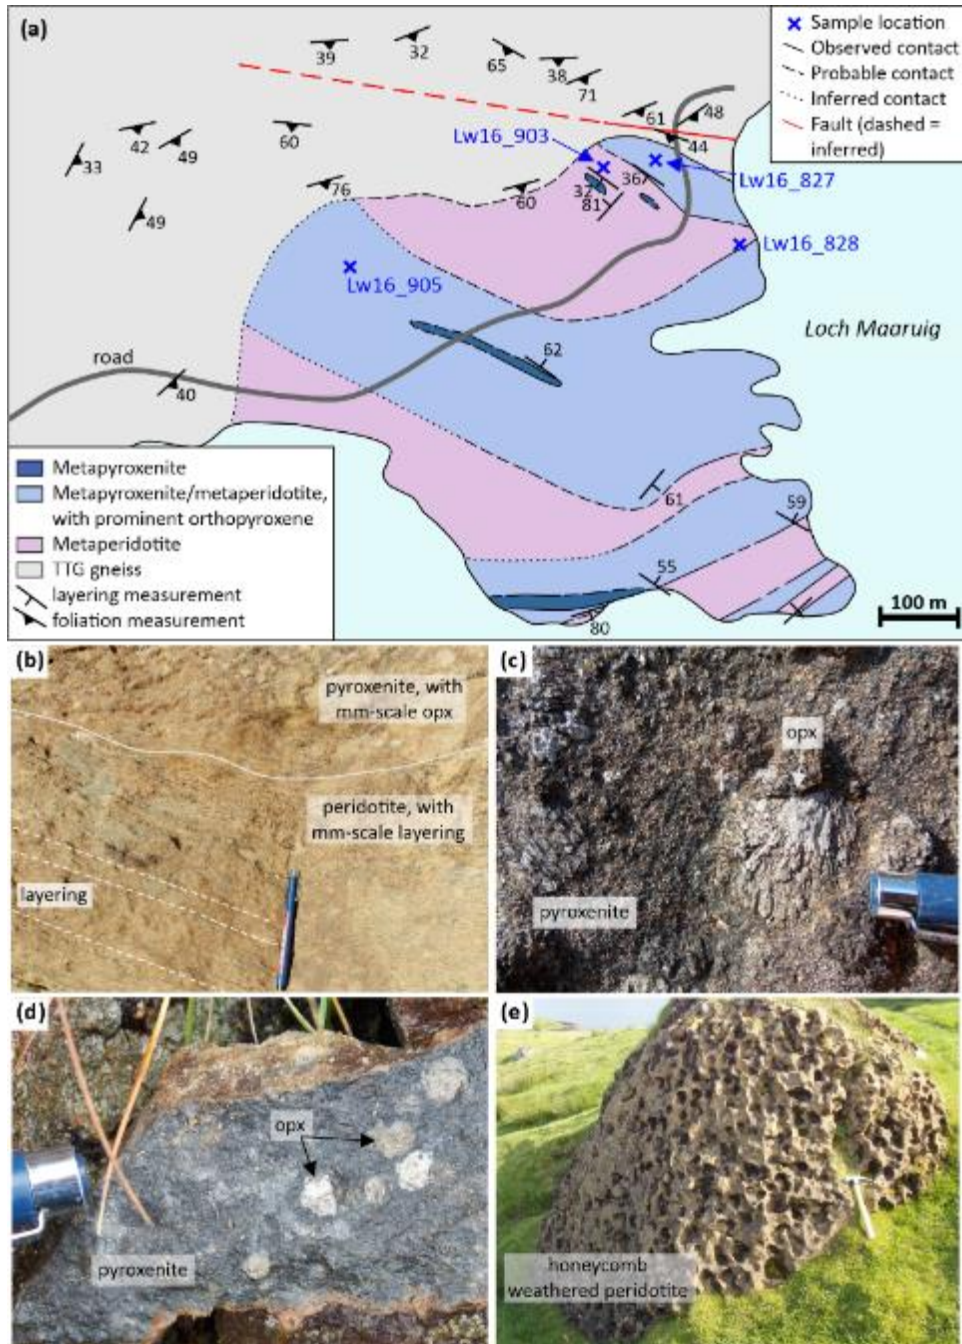 (a)
Sample location
Observed contact
Probable contact
Inferred contact
Fault (dashed =
inferred)
39
32
65
38
71
61
48
44
42
49
60
33
49
76
60
Lw16_903
36
32
81
Lw16_827
Lw16_828
Lw16_905
Loch Maaruig
road
40
62
61
59
55
80
Metapyroxenite
Metapyroxenite/metaperidotite,
with prominent orthopyroxene
Metaperidotite
TTG gneiss
layering measurement
foliation measurement
100 m
(b)
pyroxenite, with
mm-scale opx
peridotite, with
mm-scale layering
layering
(c)
opx
pyroxenite
(d)
opx
pyroxenite
(e)
honeycomb
weathered peridotite